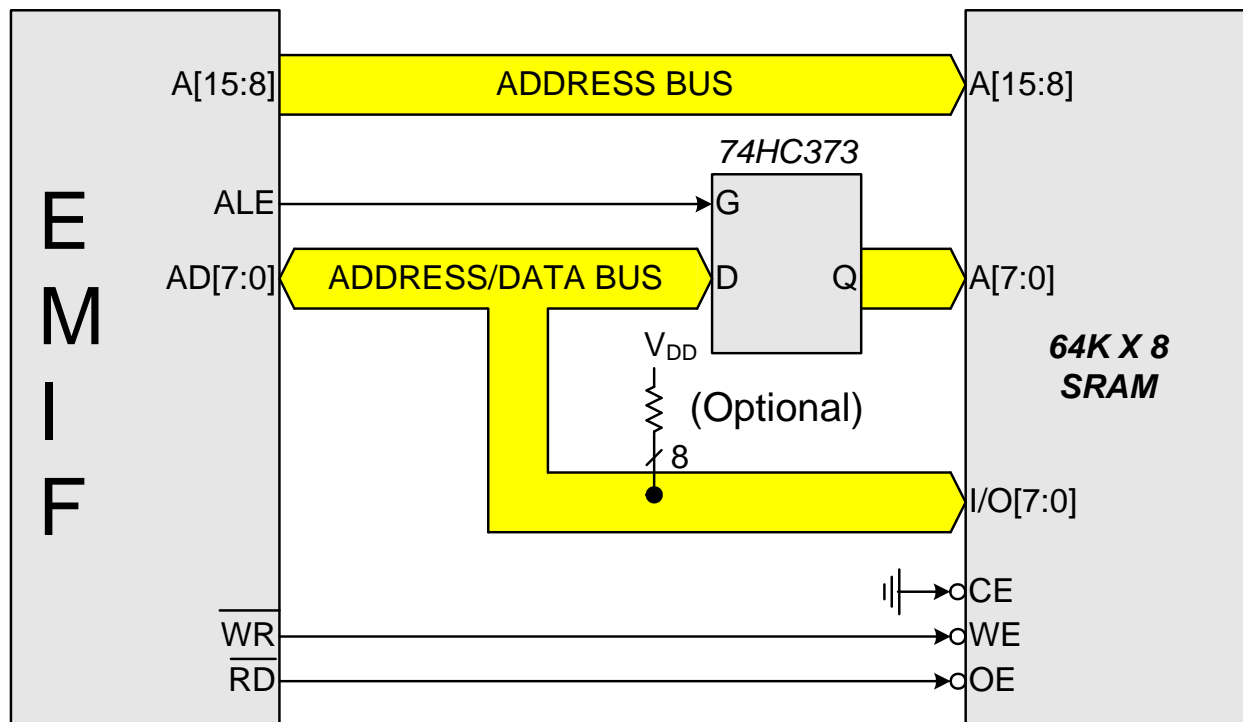 A[15:8] ADDRESS BUS A[15:8]
74HC373
ALE G
AD[7:0] ADDRESS/DATA BUS D Q A[7:0]
E
M
I
F
64K X 8
SRAM
VDD
(Optional)
8
I/O[7:0]
CE
WR WE
RD OE